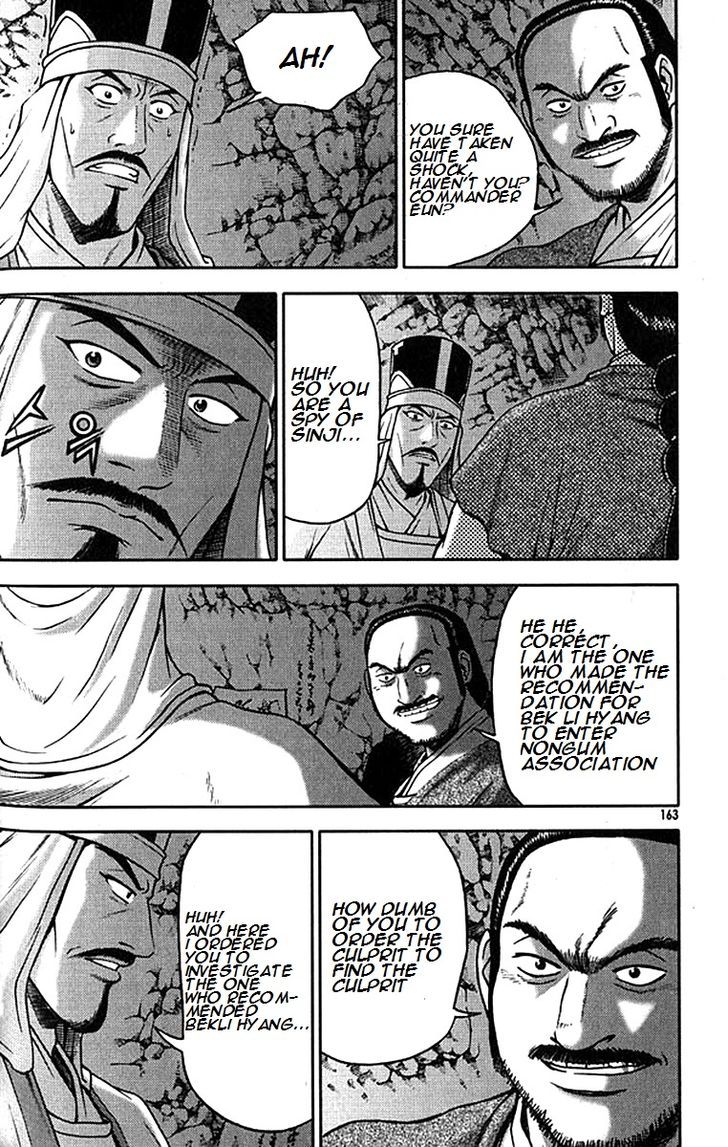 AH!
YOU SURE
HAVE TAKEN
QUITE A
SHOCK,
HAVEN'T YOU?
COMMANDER
EUN?
HUH!
SO YOU
ARE A
SPY OF
SINJI...
HE HE,
CORRECT,
I AM THE ONE
WHO MADE THE
RECOMMEN-
DATION FOR
BEK LI HYANG
TO ENTER
NONGUM
ASSOCIATION
163
HUH!
AND HERE
I ORDERED
YOU TO
INVESTIGATE
THE ONE
WHO RECOM-
MENDED
BEKLI HYANG...
HOW DUMB
OF YOU TO
ORDER THE
CULPRIT TO
FIND THE
CULPRIT